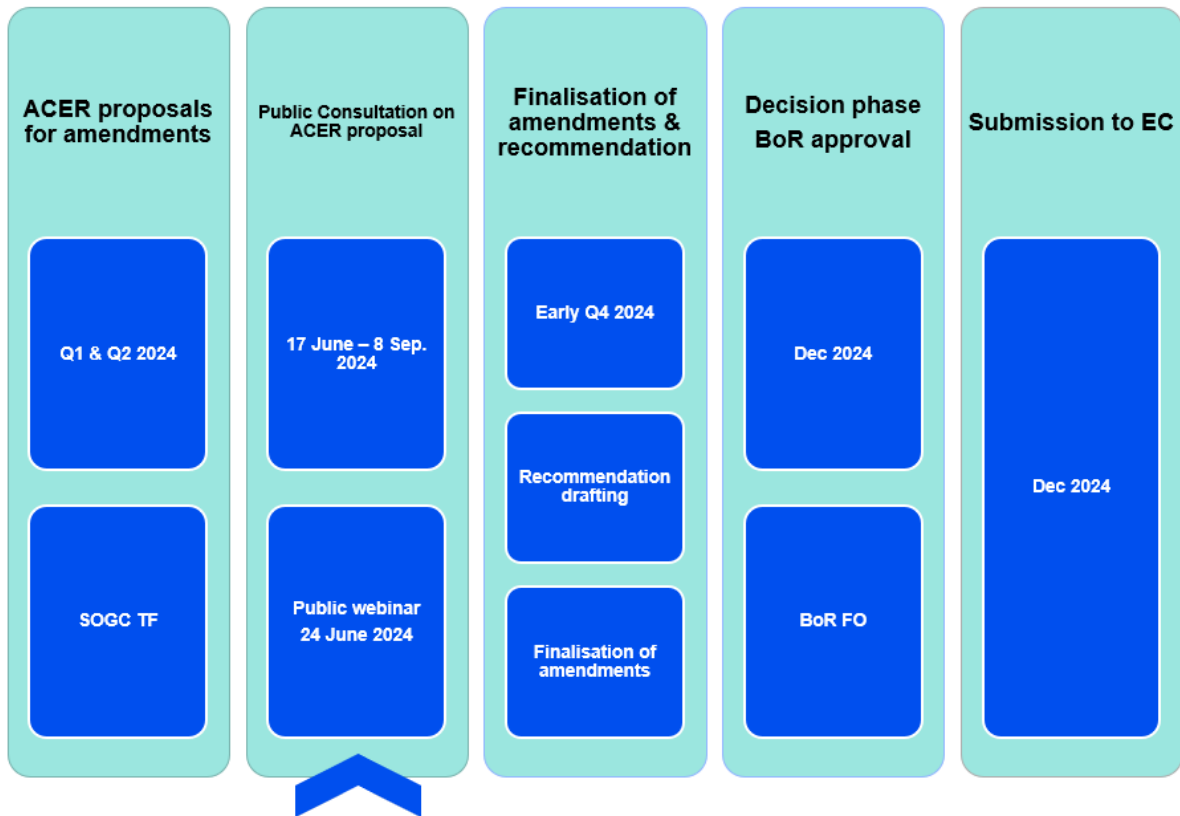 ACER proposals
for amendments
Q1 & Q2 2024
SOGC TF
Public Consultation on
ACER proposal
17 June – 8 Sep.
2024
Public webinar
24 June 2024
Finalisation of
amendments &
recommendation
Early Q4 2024
Recommendation
drafting
Finalisation of
amendments
Decision phase
BoR approval
Dec 2024
BoR FO
Submission to EC
Dec 2024